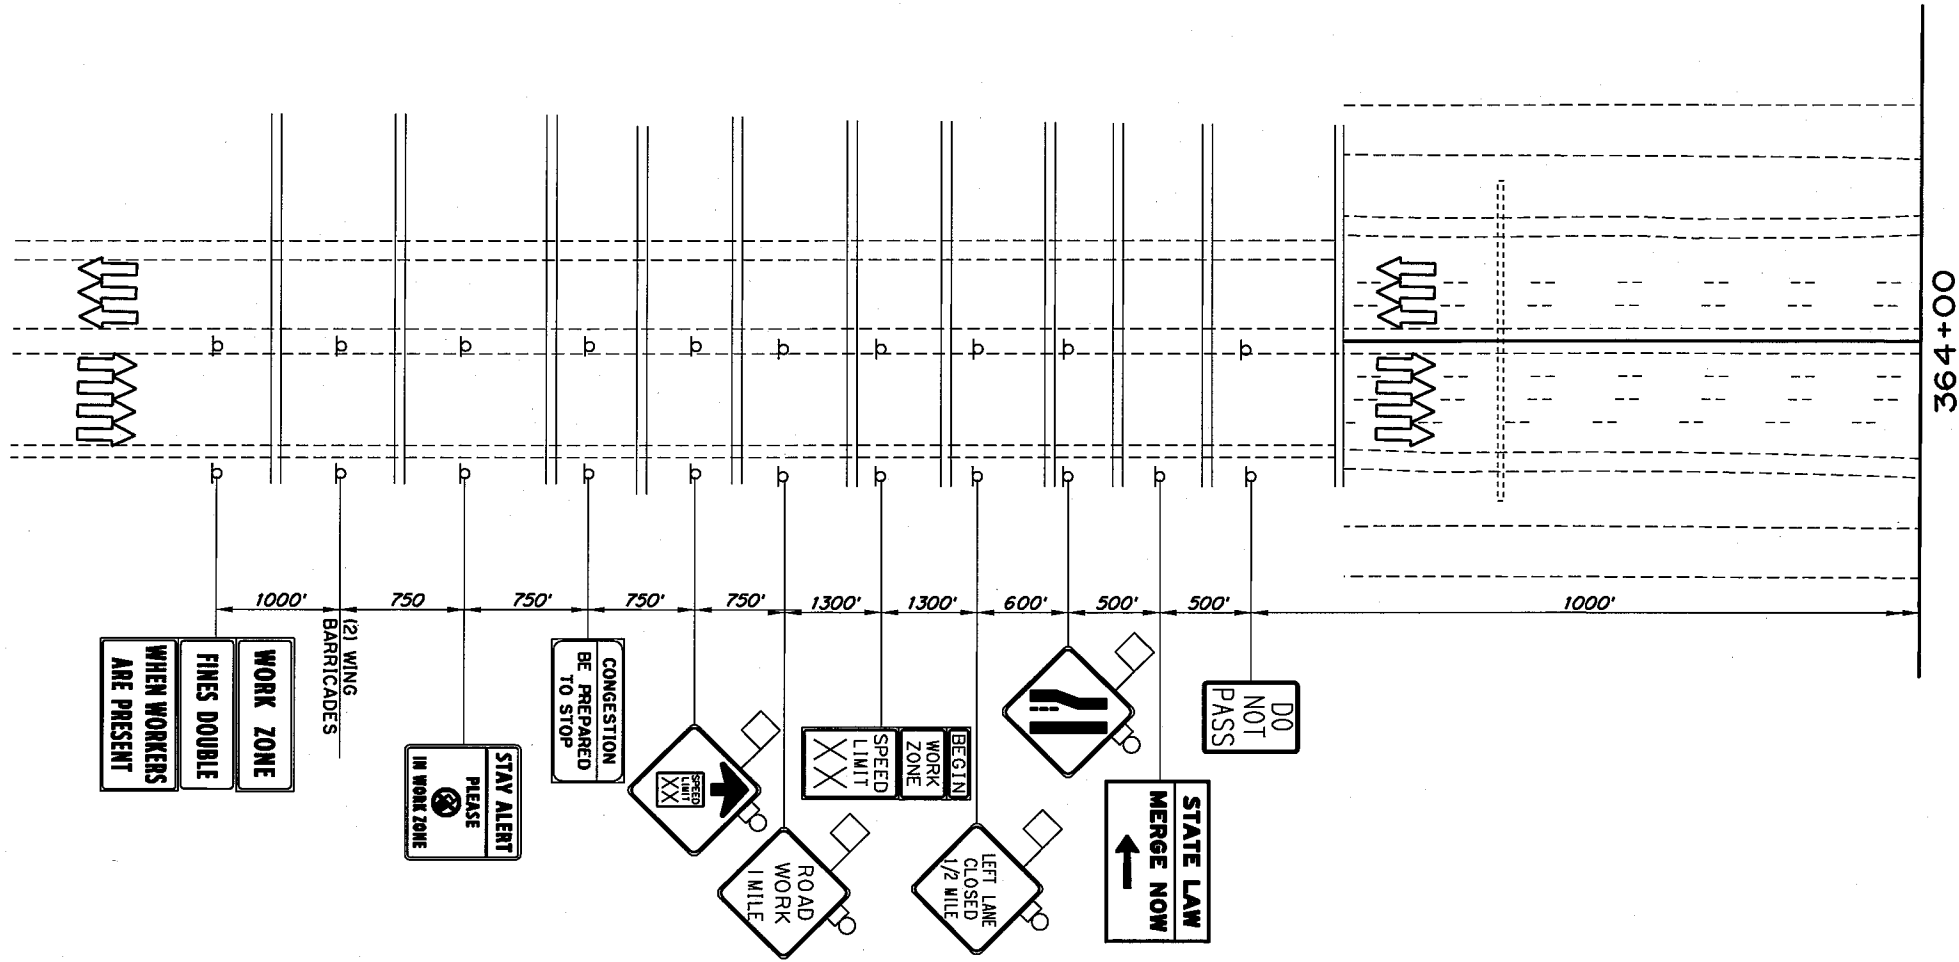 364+00
1000'
750
750'
750'
750'
1300'
1300'
600'
500'
500'
1000'
WORK ZONE
FINES DOUBLE
WHEN WORKERS
ARE PRESENT
(2) WING
BARRICADES
STAY ALERT
PLEASE
IN WORK ZONE
CONGESTION
BE PREPARED
TO STOP
SPEED
LIMIT
XX
ROAD
WORK
1 MILE
BEGIN
WORK
ZONE
SPEED
LIMIT
XX
LEFT LANE
CLOSED
1/2 MILE
STATE LAW
MERGE NOW
DO
NOT
PASS